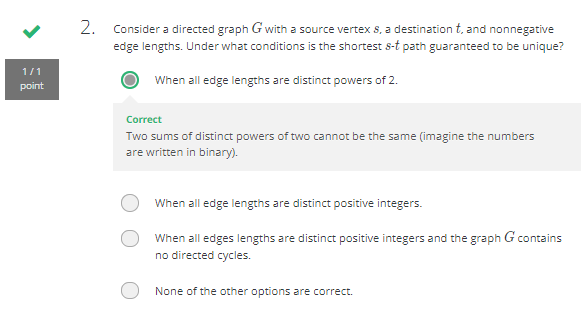 2. Consider a directed graph G with a source vertex s, a destination t, and nonnegative
edge lengths. Under what conditions is the shortest s-t path guaranteed to be unique?
1 / 1
point
When all edge lengths are distinct powers of 2.
Correct
Two sums of distinct powers of two cannot be the same (imagine the numbers
are written in binary).
When all edge lengths are distinct positive integers.
When all edges lengths are distinct positive integers and the graph G contains
no directed cycles.
None of the other options are correct.